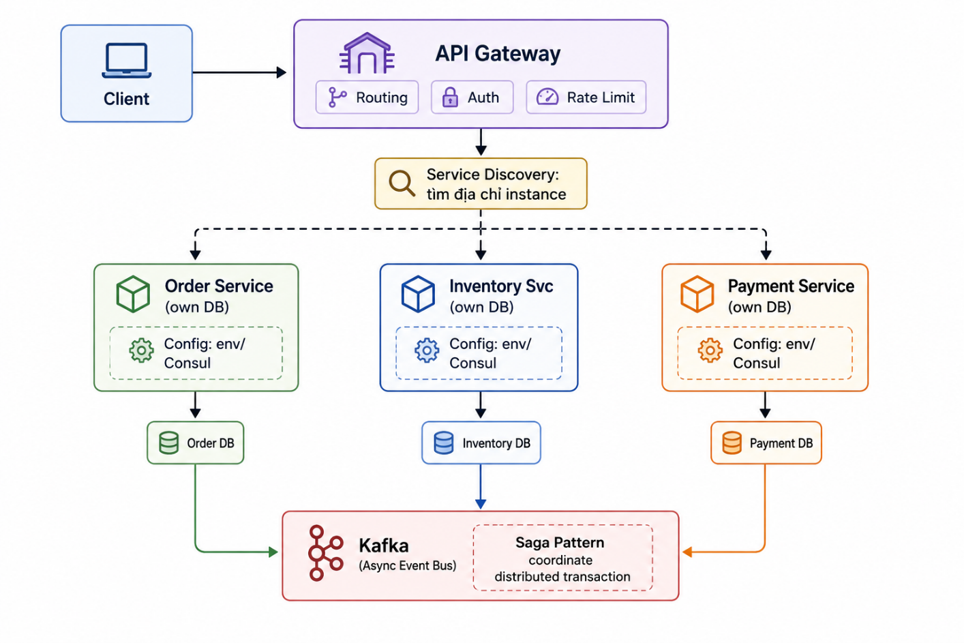 Client
API Gateway
Routing
Auth
Rate Limit
Service Discovery:
tìm địa chỉ instance
Order Service
(own DB)
Config: env/
Consul
Inventory Svc
(own DB)
Config: env/
Consul
Payment Service
(own DB)
Config: env/
Consul
Order DB
Inventory DB
Payment DB
Kafka
(Async Event Bus)
Saga Pattern
coordinate
distributed transaction